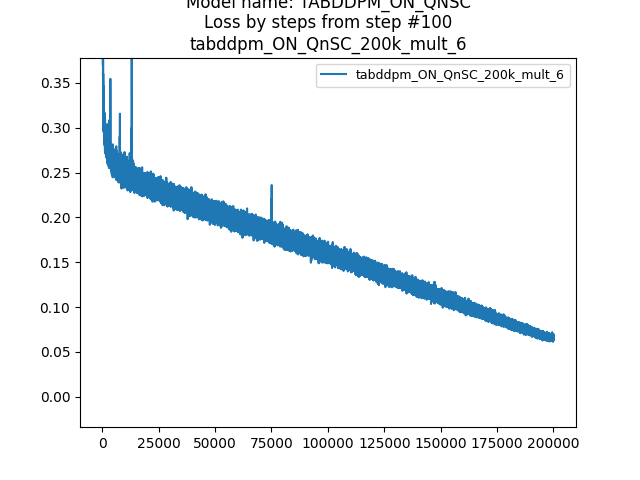 Model name: TABDDPM_ON_QNSC
Loss by steps from step #100
tabddpm_ON_QnSC_200k_mult_6
tabddpm_ON_QnSC_200k_mult_6
0.35
0.30
0.25
0.20
0.15
0.10
0.05
0.00
0 25000 50000 75000 100000 125000 150000 175000 200000